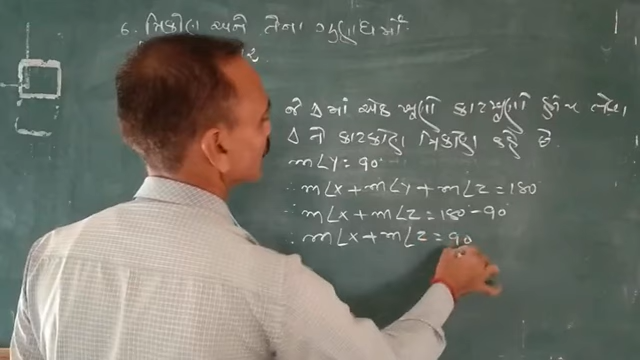 6. ત્રિકોણ અને તેના ગુણધર્મો
જે Δ માં એક ખૂણો કાટખૂણો હોય તેવા
Δ ને કાટકોણ ત્રિકોણ કહે છે.
m∠Y = 90°
∴ m∠X + m∠Y + m∠Z = 180
∴ m∠X + m∠Z = 180 - 90°
∴ m∠X + m∠Z = 90